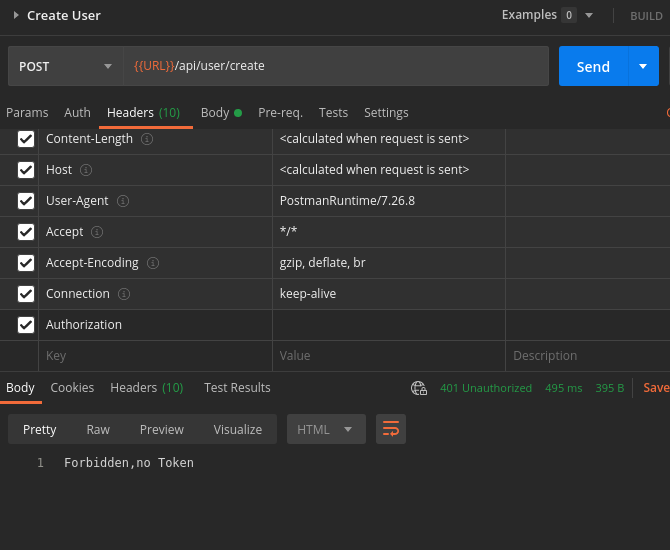 Create User Examples 0 BUILD
POST {{URL}}/api/user/create Send
Params Auth Headers (10) Body Pre-req. Tests Settings
Content-Length <calculated when request is sent>
Host <calculated when request is sent>
User-Agent PostmanRuntime/7.26.8
Accept */*
Accept-Encoding gzip, deflate, br
Connection keep-alive
Authorization
Key Value Description
Body Cookies Headers (10) Test Results 401 Unauthorized 495 ms 395 B Save
Pretty Raw Preview Visualize HTML
1 Forbidden,no Token